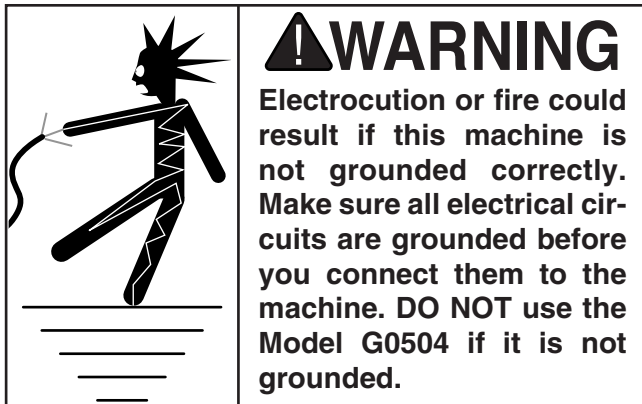 WARNING
Electrocution or fire could
result if this machine is
not grounded correctly.
Make sure all electrical cir-
cuits are grounded before
you connect them to the
machine. DO NOT use the
Model G0504 if it is not
grounded.